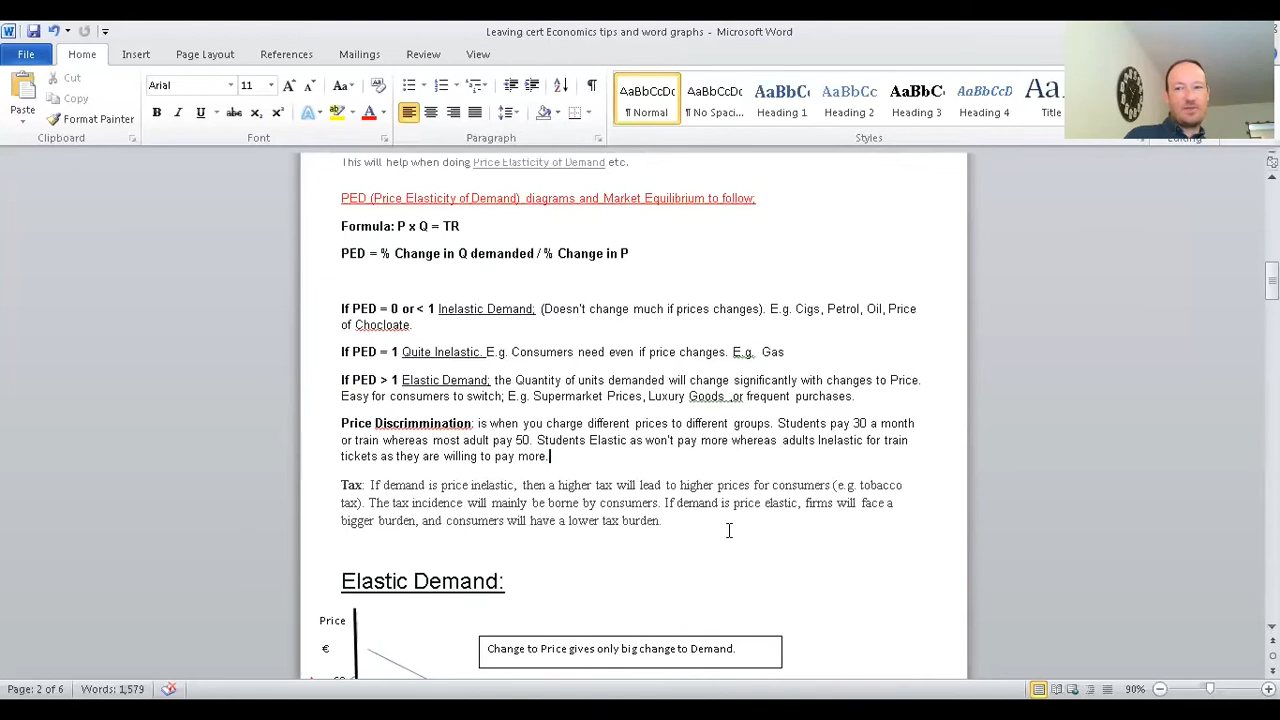 Leaving cert Economics tips and word graphs - Microsoft Word
File Home Insert Page Layout References Mailings Review View
Paste
Cut
Copy
Format Painter
Arial 11
AaBbCcDc AaBbCcDc AaBbC AaBbCc AaBbC AaBbCcD
¶ Normal ¶ No Spaci... Heading 1 Heading 2 Heading 3 Heading 4 Title
Clipboard Font Paragraph Styles Editing
This will help when doing Price Elasticity of Demand etc.
PED (Price Elasticity of Demand) diagrams and Market Equilibrium to follow;
Formula: P x Q = TR
PED = % Change in Q demanded / % Change in P
If PED = 0 or < 1 Inelastic Demand; (Doesn't change much if prices changes). E.g. Cigs, Petrol, Oil, Price
of Chocloate.
If PED = 1 Quite Inelastic. E.g. Consumers need even if price changes. E.g. Gas
If PED > 1 Elastic Demand; the Quantity of units demanded will change significantly with changes to Price.
Easy for consumers to switch; E.g. Supermarket Prices, Luxury Goods ,or frequent purchases.
Price Discrimmination; is when you charge different prices to different groups. Students pay 30 a month
or train whereas most adult pay 50. Students Elastic as won't pay more whereas adults Inelastic for train
tickets as they are willing to pay more.
Tax: If demand is price inelastic, then a higher tax will lead to higher prices for consumers (e.g. tobacco
tax). The tax incidence will mainly be borne by consumers. If demand is price elastic, firms will face a
bigger burden, and consumers will have a lower tax burden.
Elastic Demand:
Price
€
Change to Price gives only big change to Demand.
Page: 2 of 6 Words: 1,579 90%